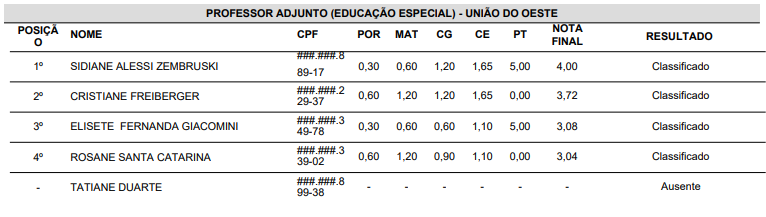 PROFESSOR ADJUNTO (EDUCAÇÃO ESPECIAL) - UNIÃO DO OESTE
POSIÇÃO NOME CPF POR MAT CG CE PT NOTA FINAL RESULTADO
1º SIDIANE ALESSI ZEMBRUSKI ###.###.889-17 0,30 0,60 1,20 1,65 5,00 4,00 Classificado
2º CRISTIANE FREIBERGER ###.###.229-37 0,60 1,20 1,20 1,65 0,00 3,72 Classificado
3º ELISETE FERNANDA GIACOMINI ###.###.349-78 0,30 0,60 0,60 1,10 5,00 3,08 Classificado
4º ROSANE SANTA CATARINA ###.###.339-02 0,60 1,20 0,90 1,10 0,00 3,04 Classificado
- TATIANE DUARTE ###.###.899-38 - - - - - - Ausente